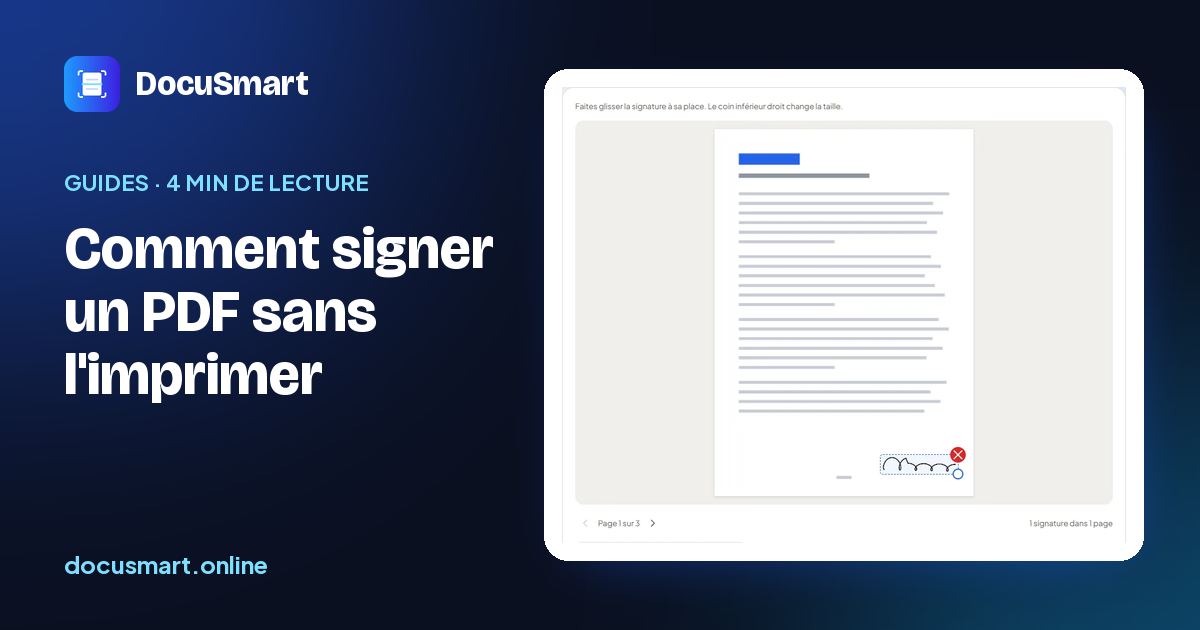 DocuSmart
GUIDES · 4 MIN DE LECTURE
Comment signer
un PDF sans
l'imprimer
docusmart.online
Faites glisser la signature à sa place. Le coin inférieur droit change la taille.
Page 1 sur 3
1 signature dans 1 page